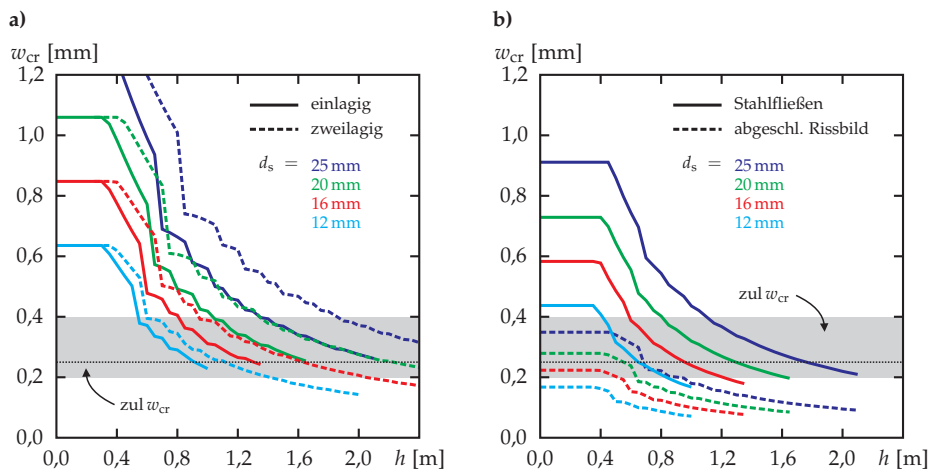 a)
w_cr [mm]
1,2
1,0
0,8
0,6
0,4
0,2
0,0
einlagig
zweilagig
d_s =
25 mm
20 mm
16 mm
12 mm
zul w_cr
0,0 0,4 0,8 1,2 1,6 2,0 h [m]
b)
w_cr [mm]
1,2
1,0
0,8
0,6
0,4
0,2
0,0
Stahlfließen
abgeschl. Rissbild
d_s =
25 mm
20 mm
16 mm
12 mm
zul w_cr
0,0 0,4 0,8 1,2 1,6 2,0 h [m]